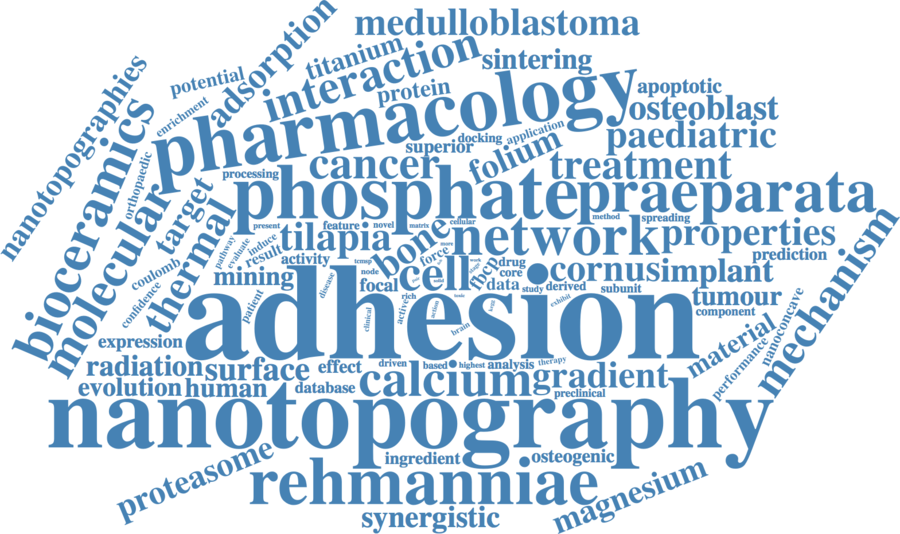 medulloblastoma
adsorption
titanium
interaction
sintering
potential
protein
pharmacology
apoptotic
osteoblast
nanotopographies
enrichment
docking
application
paediatric
superior
folium
bioceramics
orthopaedic
cancer
treatment
processing
phosphate
praeparata
molecular
target
thermal
present
feature
novel
matrix
cellular
method
spreading
tilapia
bone
network
properties
mechanism
pathway
evaluate
induce
result
activity
force
more
prediction
coulomb
mining
node
cell
fbcp
drug
core
cornus
implant
confidence
patient
disease
focal
data
study
derived
subunit
tumour
rich
active
action
exhibit
adhesion
component
clinical
brain
nanoconcave
expression
material
performance
radiation
surface
effect
driven
based
highest
analysis
therapy
evolution
human
database
calcium
gradient
preclinical
nanotopography
proteasome
ingredient
osteogenic
rehmanniae
magnesium
synergistic